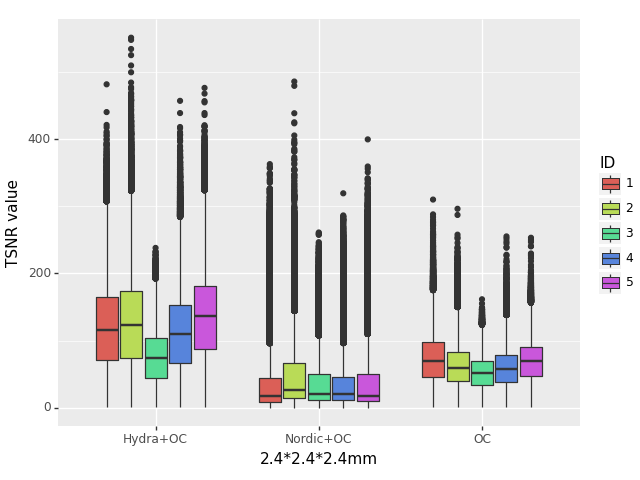 TSNR value
400
200
0
Hydra+OC
Nordic+OC
OC
2.4*2.4*2.4mm
ID
1
2
3
4
5